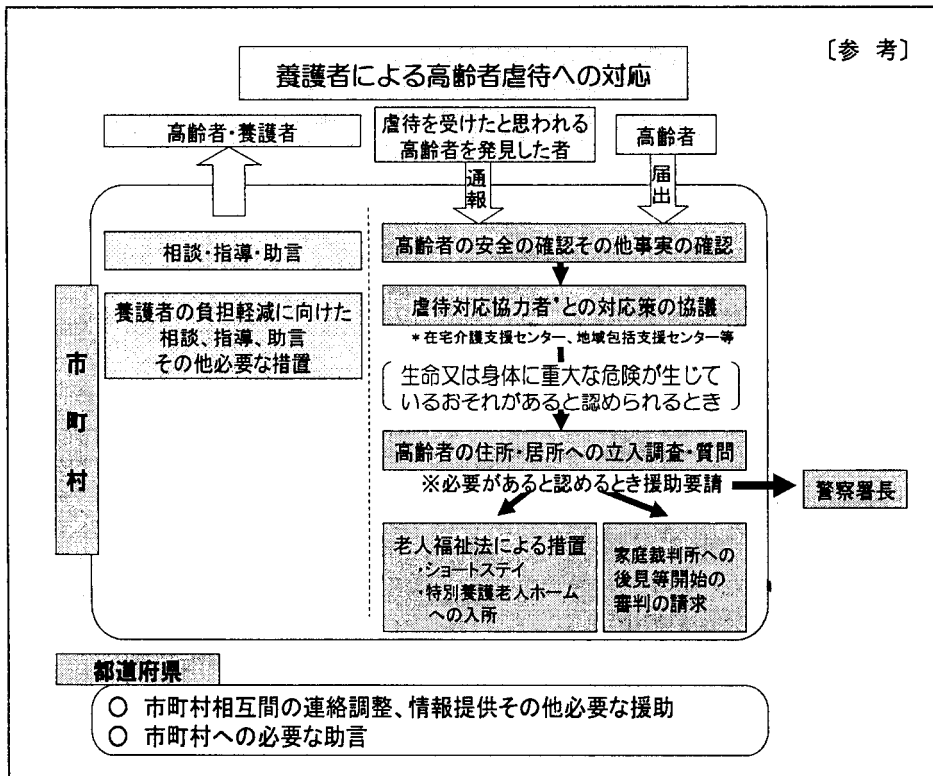 〔参 考〕
養護者による高齢者虐待への対応
高齢者・養護者
虐待を受けたと思われる
高齢者を発見した者
高齢者
通報
届出
相談・指導・助言
養護者の負担軽減に向けた
相談、指導、助言
その他必要な措置
市町村
高齢者の安全の確認その他事実の確認
虐待対応協力者*との対応策の協議
*在宅介護支援センター、地域包括支援センター等
生命又は身体に重大な危険が生じて
いるおそれがあると認められるとき
高齢者の住所・居所への立入調査・質問
※必要があると認めるとき援助要請
警察署長
老人福祉法による措置
・ショートステイ
・特別養護老人ホーム
への入所
家庭裁判所への
後見等開始の
審判の請求
都道府県
○ 市町村相互間の連絡調整、情報提供その他必要な援助
○ 市町村への必要な助言